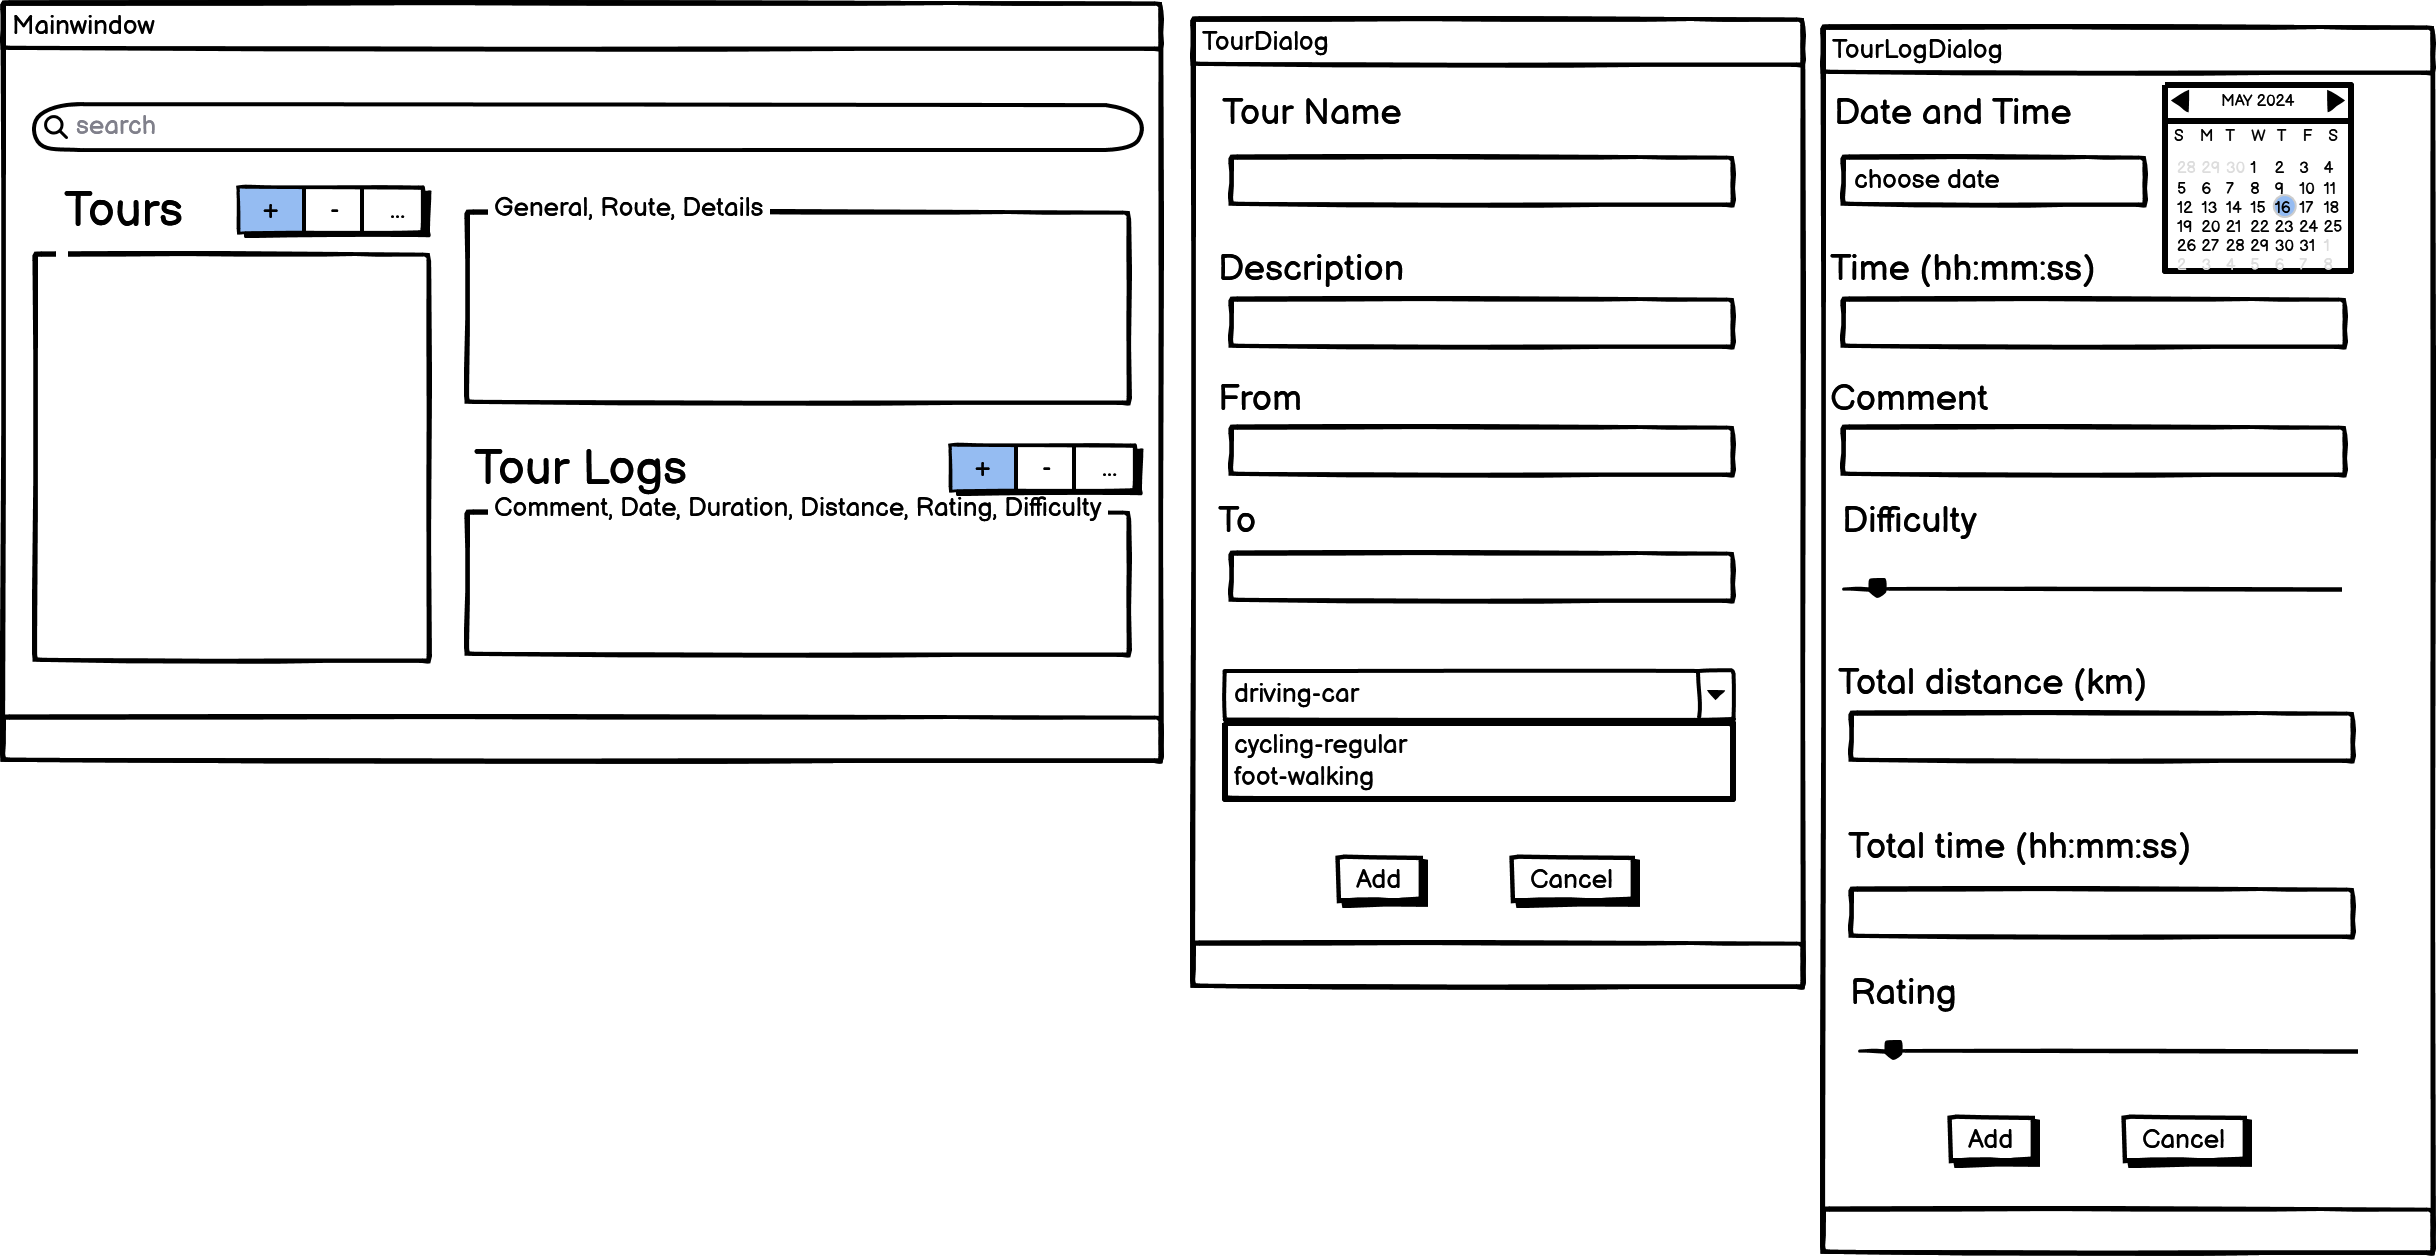 Mainwindow
search
Tours
+ - ...
General, Route, Details
Tour Logs
+ - ...
Comment, Date, Duration, Distance, Rating, Difficulty
TourDialog
Tour Name
Description
From
To
driving-car
cycling-regular
foot-walking
Add
Cancel
TourLogDialog
Date and Time
choose date
MAY 2024
S M T W T F S
28 29 30 1 2 3 4
5 6 7 8 9 10 11
12 13 14 15 16 17 18
19 20 21 22 23 24 25
26 27 28 29 30 31 1
2 3 4 5 6 7 8
Time (hh:mm:ss)
Comment
Difficulty
Total distance (km)
Total time (hh:mm:ss)
Rating
Add
Cancel